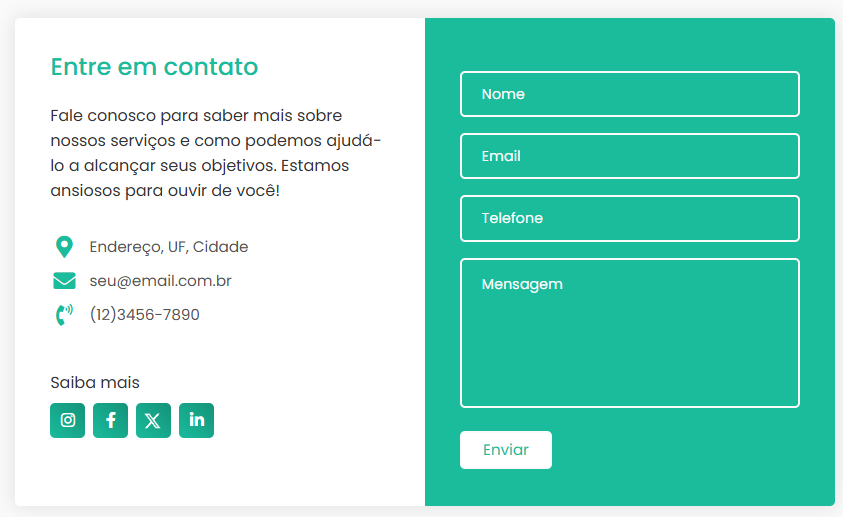 Entre em contato
Fale conosco para saber mais sobre
nossos serviços e como podemos ajudá-
lo a alcançar seus objetivos. Estamos
ansiosos para ouvir de você!
Endereço, UF, Cidade
seu@email.com.br
(12)3456-7890
Saiba mais
Nome
Email
Telefone
Mensagem
Enviar